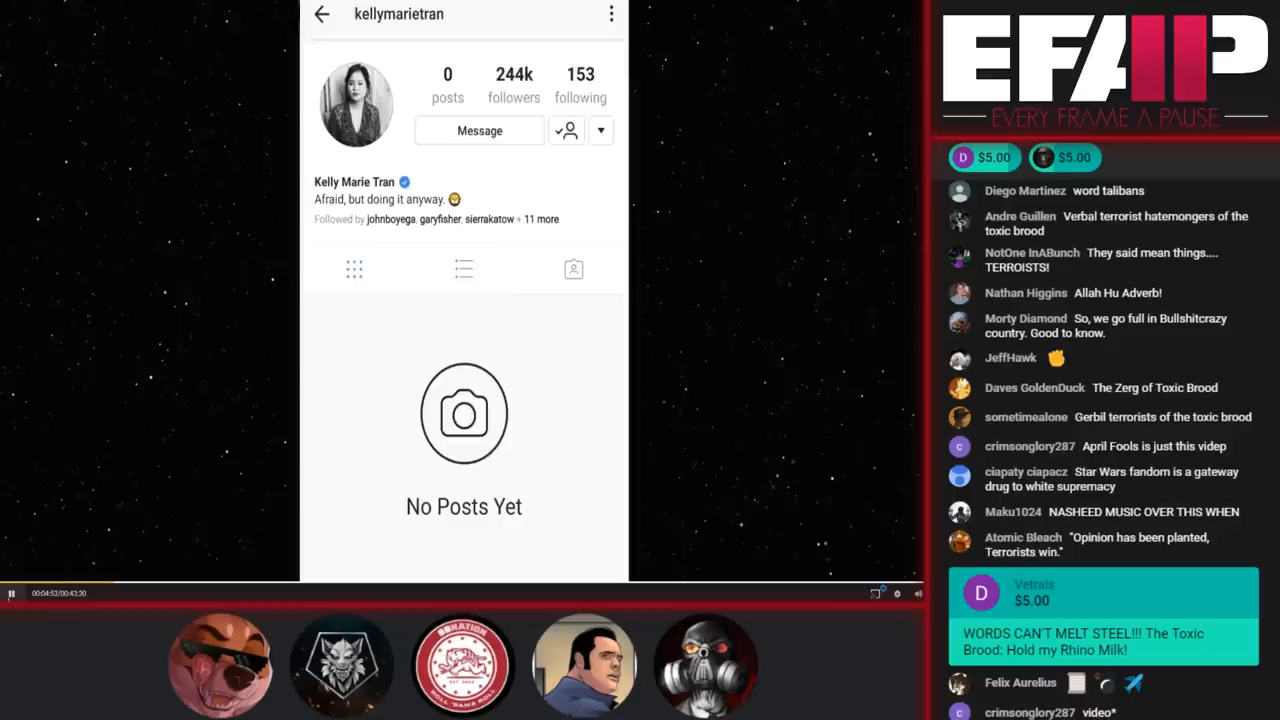 kellymarietran
0
244k
153
posts
followers
following
Message
Kelly Marie Tran
Afraid, but doing it anyway.
Followed by johnboyega, garyfisher, sierrakatow + 11 more
No Posts Yet
00:04:53/00:43:20
BBNATION
ROLL 'BAMA ROLL
EFAP
EVERY FRAME A PAUSE
D $5.00
$5.00
Diego Martinez word talibans
Andre Guillen Verbal terrorist hatemongers of the
toxic brood
NotOne InABunch They said mean things....
TERROISTS!
Nathan Higgins Allah Hu Adverb!
Morty Diamond So, we go full in Bullshitcrazy
country. Good to know.
JeffHawk
Daves GoldenDuck The Zerg of Toxic Brood
sometimealone Gerbil terrorists of the toxic brood
c crimsonglory287 April Fools is just this videp
ciapaty ciapacz Star Wars fandom is a gateway
drug to white supremacy
Maku1024 NASHEED MUSIC OVER THIS WHEN
Atomic Bleach "Opinion has been planted,
Terrorists win."
D
Vetrais
$5.00
WORDS CAN'T MELT STEEL!!! The Toxic
Brood: Hold my Rhino Milk!
Felix Aurelius
c crimsonglory287 video*